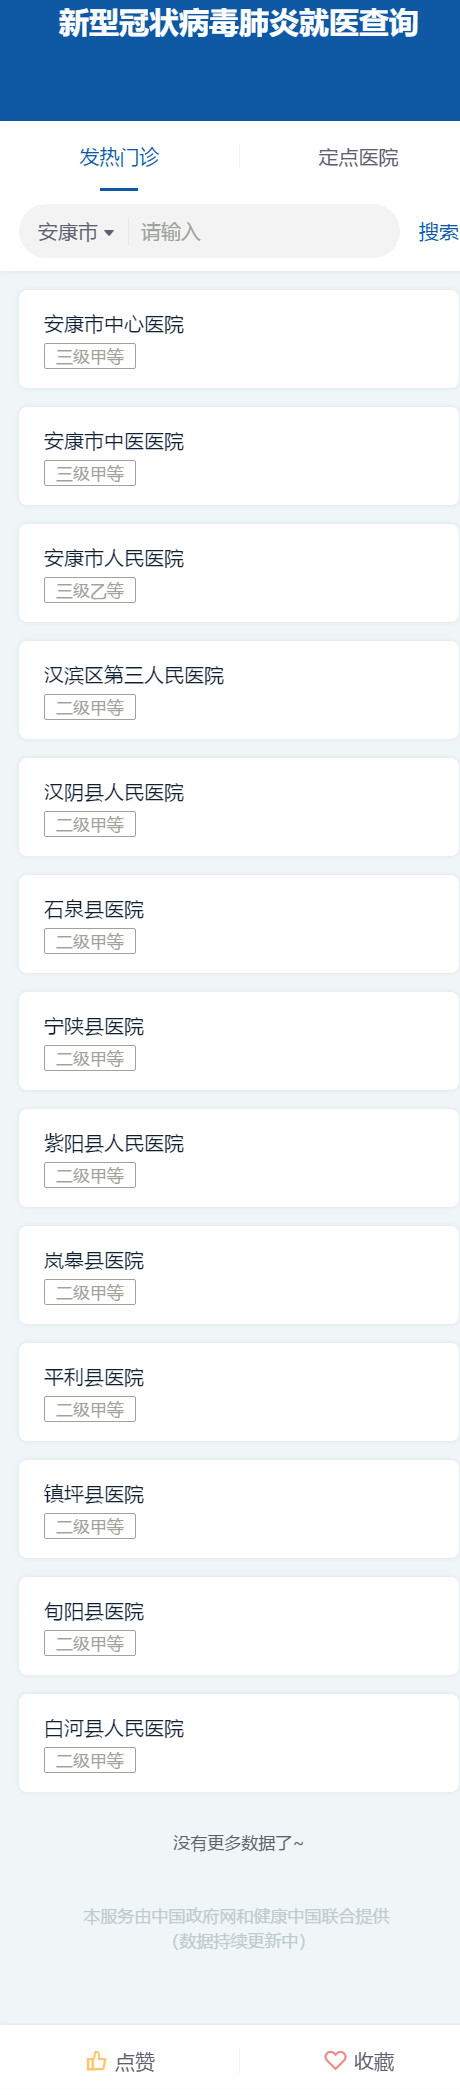 新型冠状病毒肺炎就医查询
发热门诊 定点医院
安康市 请输入 搜索
安康市中心医院
三级甲等
安康市中医医院
三级甲等
安康市人民医院
三级乙等
汉滨区第三人民医院
二级甲等
汉阴县人民医院
二级甲等
石泉县医院
二级甲等
宁陕县医院
二级甲等
紫阳县人民医院
二级甲等
岚皋县医院
二级甲等
平利县医院
二级甲等
镇坪县医院
二级甲等
旬阳县医院
二级甲等
白河县人民医院
二级甲等
没有更多数据了~
本服务由中国政府网和健康中国联合提供
（数据持续更新中）
点赞 收藏